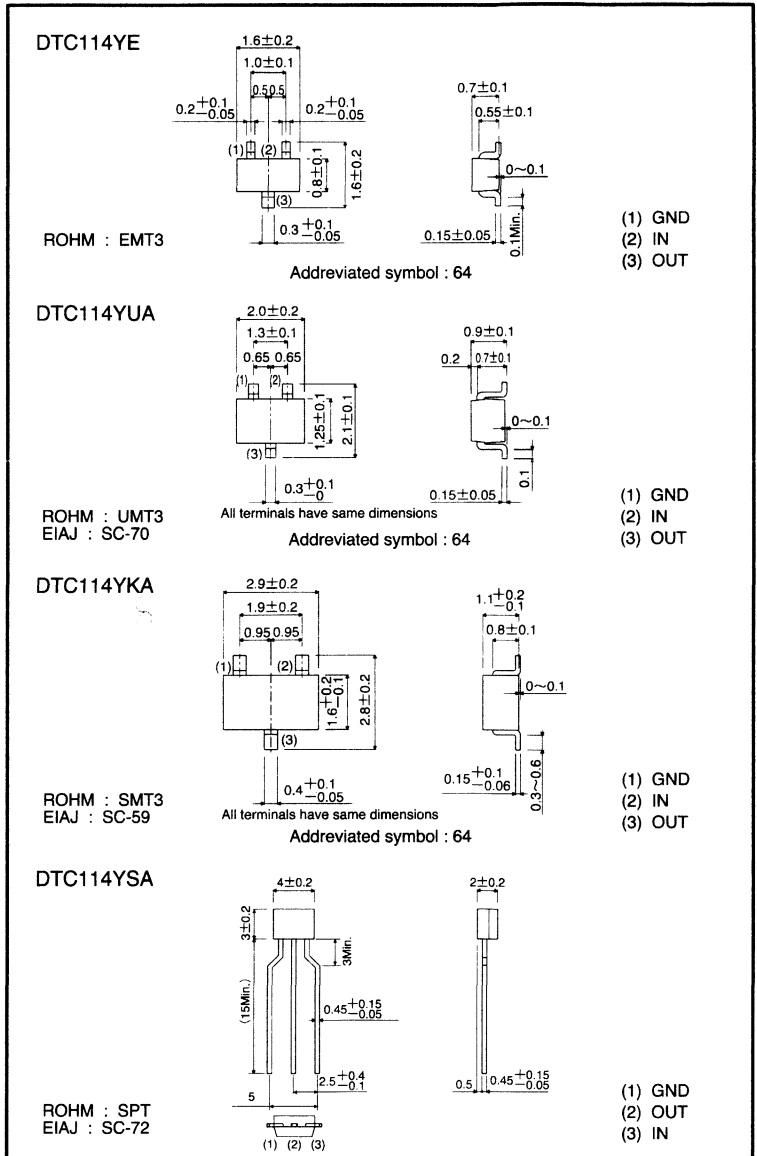 DTC114YE
1.6±0.2
1.0±0.1
0.5 0.5
0.2 +0.1 −0.05
0.2 +0.1 −0.05
(1) (2)
(3)
0.8±0.1
1.6±0.2
0.3 +0.1 −0.05
0.7±0.1
0.55±0.1
0~0.1
0.15±0.05
0.1Min.
ROHM : EMT3
(1) GND
(2) IN
(3) OUT
Addreviated symbol : 64
DTC114YUA
2.0±0.2
1.3±0.1
0.65 0.65
(1) (2)
(3)
1.25±0.1
2.1±0.1
0.3 +0.1 −0
0.9±0.1
0.2 0.7±0.1
0~0.1
0.15±0.05
0.1
All terminals have same dimensions
ROHM : UMT3
EIAJ : SC-70
(1) GND
(2) IN
(3) OUT
Addreviated symbol : 64
DTC114YKA
2.9±0.2
1.9±0.2
0.95 0.95
(1) (2)
(3)
1.6 +0.2 −0.1
2.8±0.2
0.4 +0.1 −0.05
1.1 +0.2 −0.1
0.8±0.1
0~0.1
0.15 +0.1 −0.06
0.3~0.6
All terminals have same dimensions
ROHM : SMT3
EIAJ : SC-59
(1) GND
(2) IN
(3) OUT
Addreviated symbol : 64
DTC114YSA
4±0.2
2±0.2
3±0.2
3Min.
(15Min.)
0.45 +0.15 −0.05
2.5 +0.4 −0.1
5
0.5 0.45 +0.15 −0.05
(1) (2) (3)
ROHM : SPT
EIAJ : SC-72
(1) GND
(2) OUT
(3) IN